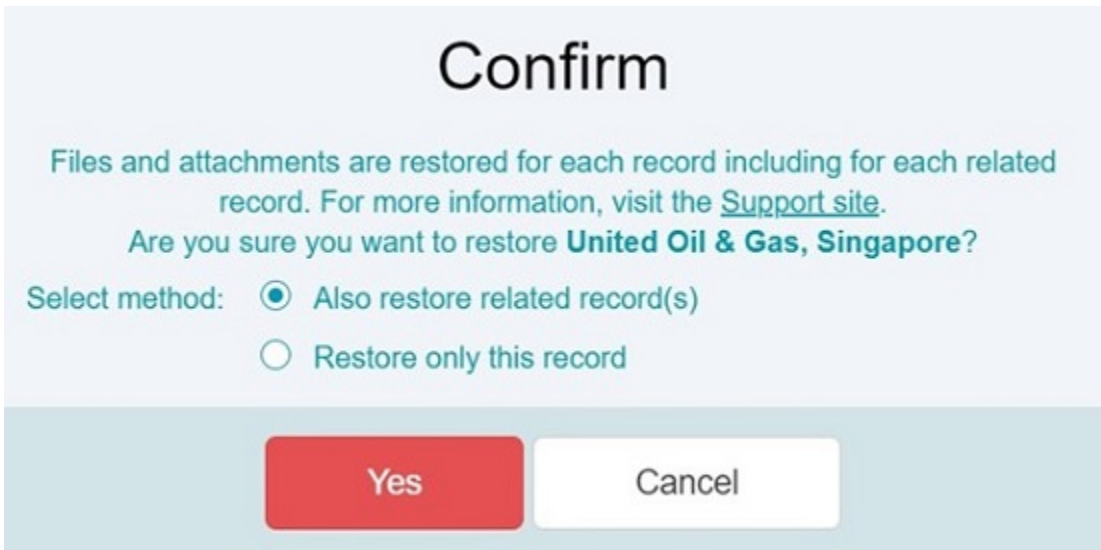 Confirm
Files and attachments are restored for each record including for each related
record. For more information, visit the Support site.
Are you sure you want to restore United Oil & Gas, Singapore?
Select method: Also restore related record(s)
Restore only this record
Yes Cancel